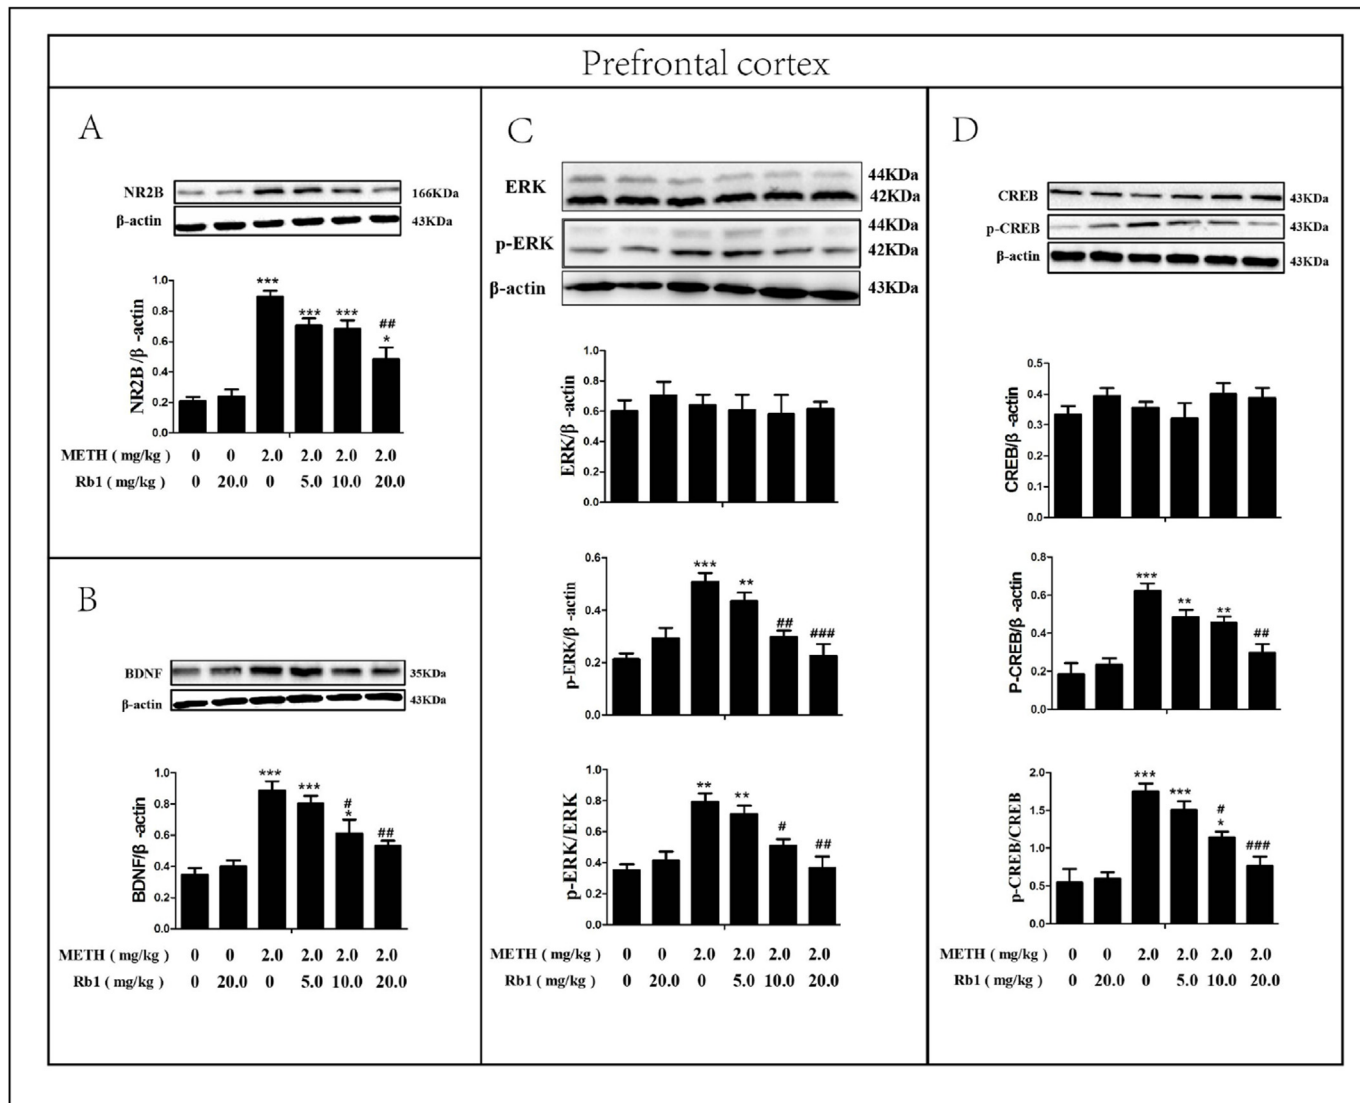 Prefrontal cortex
A
NR2B
166KDa
β-actin
43KDa
NR2B/β -actin
1.0
0.8
0.6
0.4
0.2
0.0
***
***
***
##
*
METH ( mg/kg ) 0 0 2.0 2.0 2.0 2.0
Rb1 ( mg/kg ) 0 20.0 0 5.0 10.0 20.0
B
BDNF
35KDa
β-actin
43KDa
BDNF/β -actin
1.0
0.8
0.6
0.4
0.2
0.0
***
***
#
*
##
METH ( mg/kg ) 0 0 2.0 2.0 2.0 2.0
Rb1 ( mg/kg ) 0 20.0 0 5.0 10.0 20.0
C
ERK
44KDa
42KDa
p-ERK
44KDa
42KDa
β-actin
43KDa
ERK/β -actin
1.0
0.8
0.6
0.4
0.2
0.0
p-ERK/β -actin
0.6
0.4
0.2
0.0
***
**
##
###
p-ERK/ERK
1.0
0.8
0.6
0.4
0.2
0.0
**
**
#
##
METH ( mg/kg ) 0 0 2.0 2.0 2.0 2.0
Rb1 ( mg/kg ) 0 20.0 0 5.0 10.0 20.0
D
CREB
43KDa
p-CREB
43KDa
β-actin
43KDa
CREB/β -actin
0.5
0.4
0.3
0.2
0.1
0.0
P-CREB/β -actin
0.8
0.6
0.4
0.2
0.0
***
**
**
##
p-CREB/CREB
2.0
1.5
1.0
0.5
0.0
***
***
#
*
###
METH ( mg/kg ) 0 0 2.0 2.0 2.0 2.0
Rb1 ( mg/kg ) 0 20.0 0 5.0 10.0 20.0